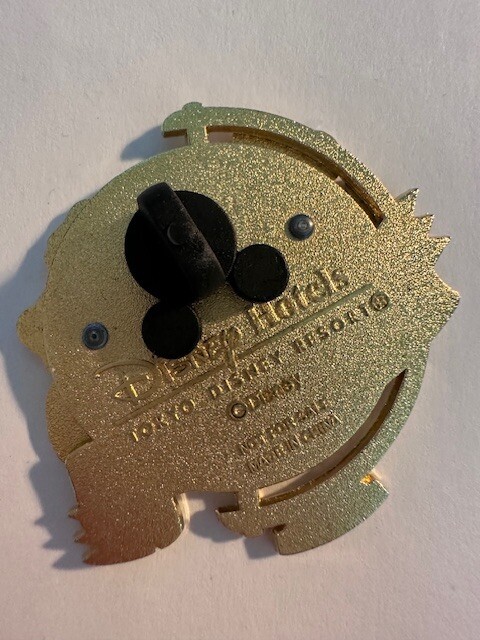 Disney Hotels
TOKYO DISNEY RESORT®
©Disney
NOT FOR SALE
MADE IN CHINA